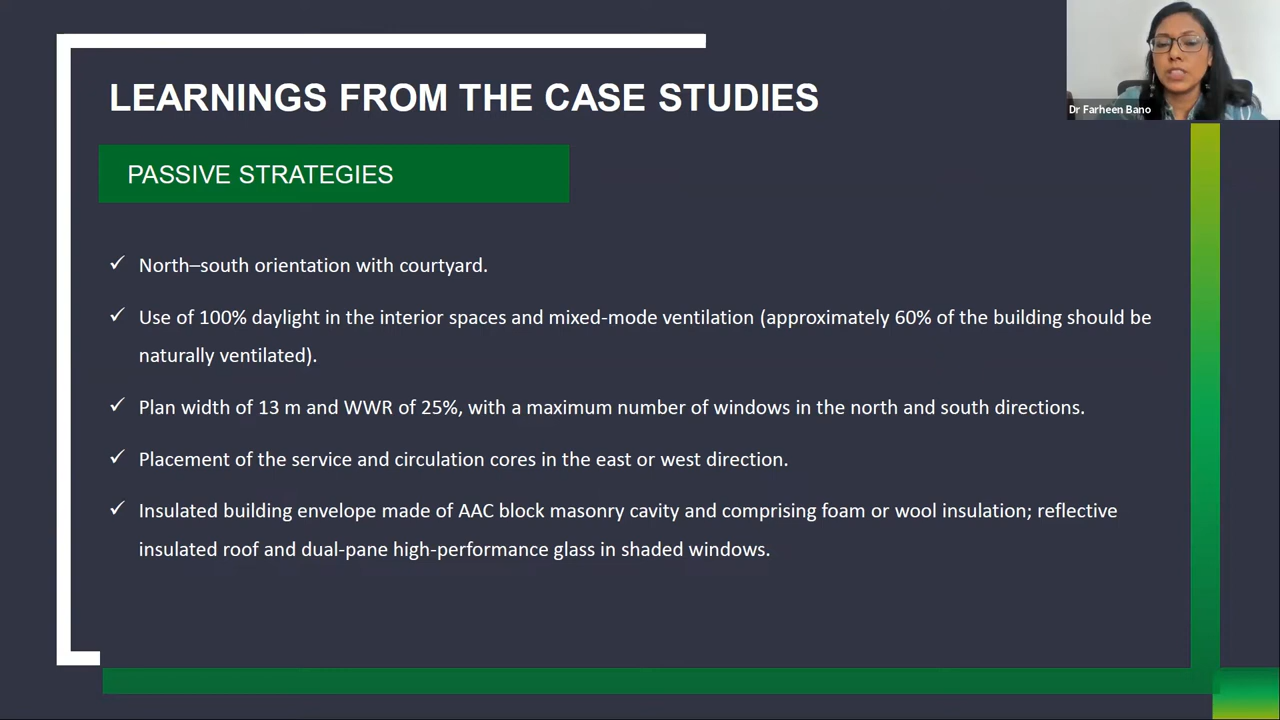 LEARNINGS FROM THE CASE STUDIES
Dr Farheen Bano
PASSIVE STRATEGIES
✓ North–south orientation with courtyard.
✓ Use of 100% daylight in the interior spaces and mixed-mode ventilation (approximately 60% of the building should be
naturally ventilated).
✓ Plan width of 13 m and WWR of 25%, with a maximum number of windows in the north and south directions.
✓ Placement of the service and circulation cores in the east or west direction.
✓ Insulated building envelope made of AAC block masonry cavity and comprising foam or wool insulation; reflective
insulated roof and dual-pane high-performance glass in shaded windows.